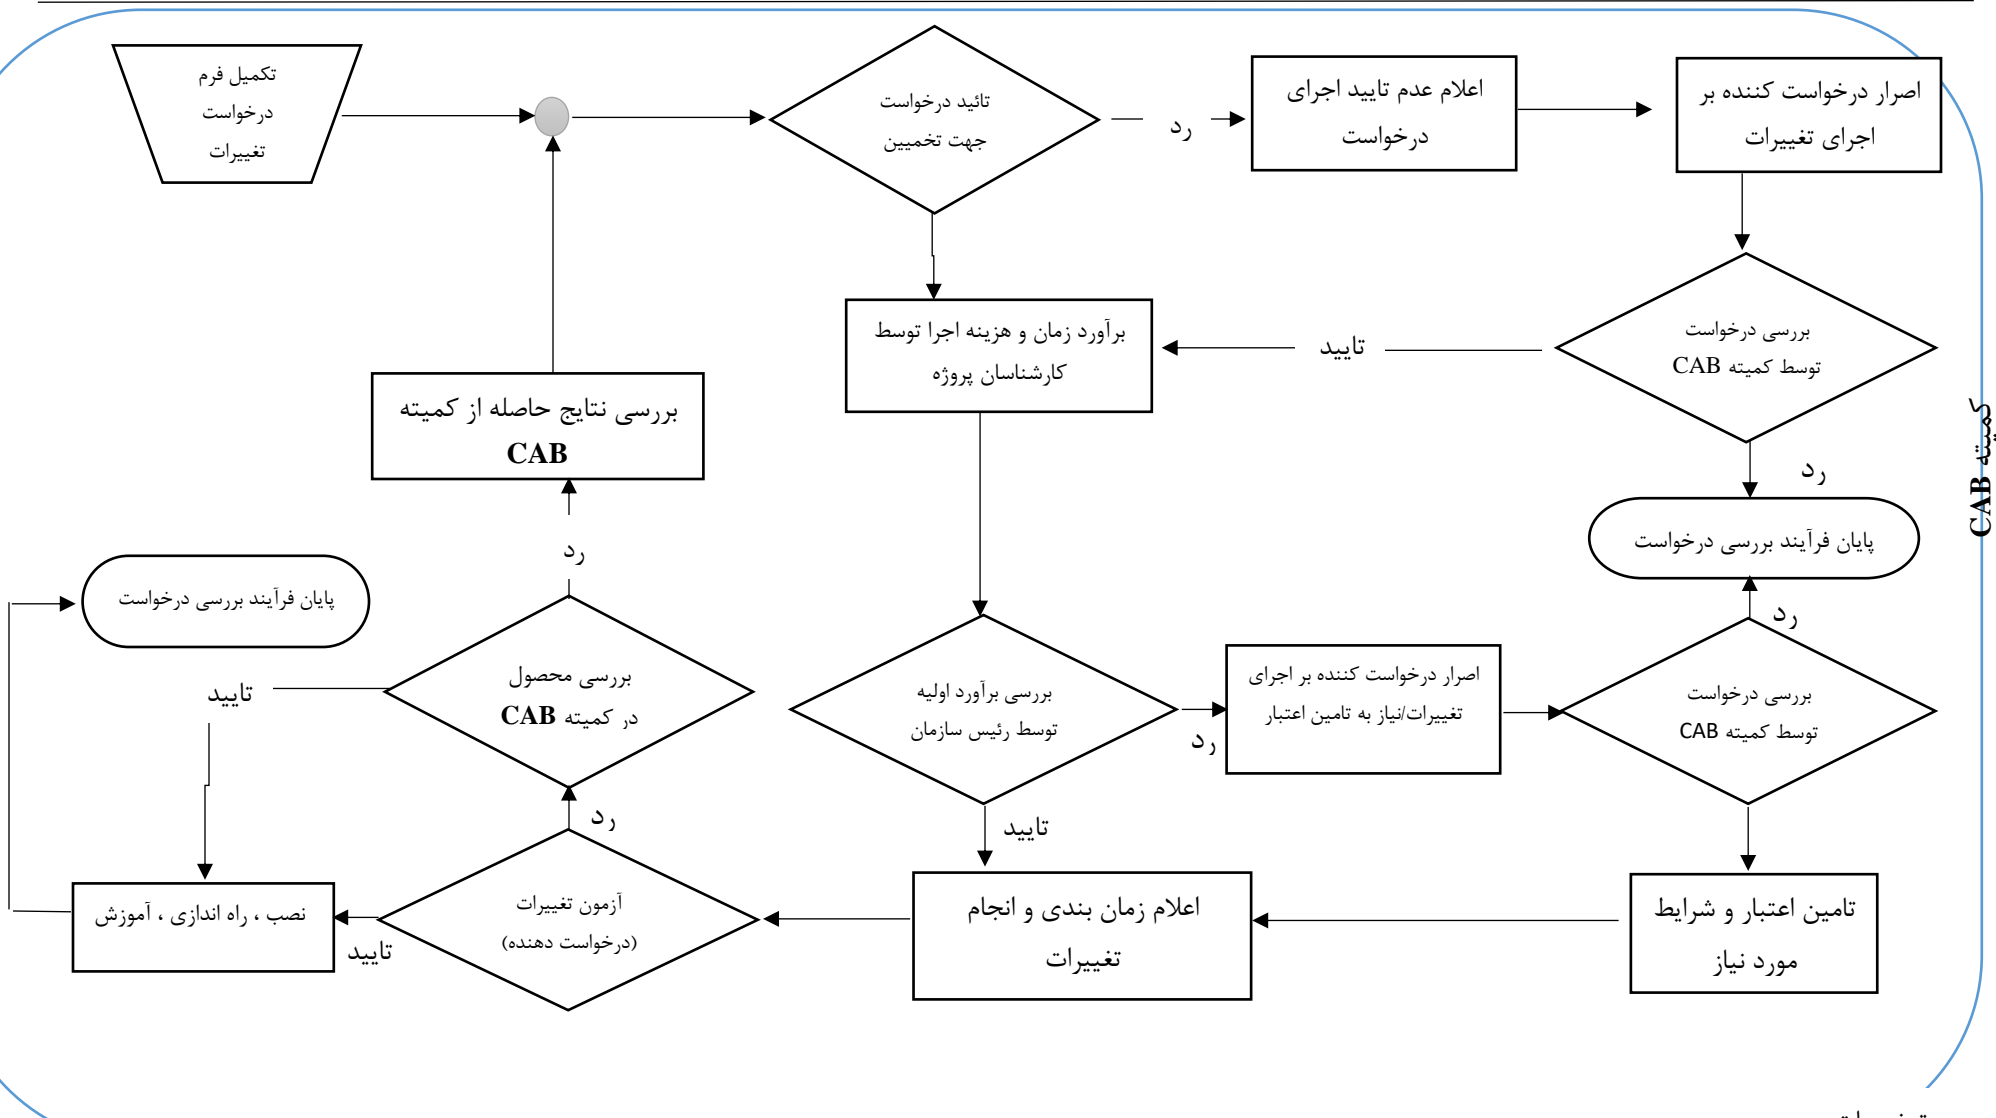 تکمیل فرم
درخواست
تغییرات
تائید درخواست
جهت تخمیین
رد
اعلام عدم تایید اجرای
درخواست
اصرار درخواست کننده بر
اجرای تغییرات
بررسی درخواست
توسط کمیته CAB
تایید
برآورد زمان و هزینه اجرا توسط
کارشناسان پروژه
بررسی نتایج حاصله از کمیته
CAB
کمیته CAB
رد
پایان فرآیند بررسی درخواست
رد
پایان فرآیند بررسی درخواست
رد
بررسی درخواست
توسط کمیته CAB
اصرار درخواست کننده بر اجرای
تغییرات/نیاز به تامین اعتبار
رد
بررسی برآورد اولیه
توسط رئیس سازمان
بررسی محصول
در کمیته CAB
تایید
تایید
رد
تامین اعتبار و شرایط
مورد نیاز
اعلام زمان بندی و انجام
تغییرات
آزمون تغییرات
(درخواست دهنده)
تایید
نصب ، راه اندازی ، آموزش